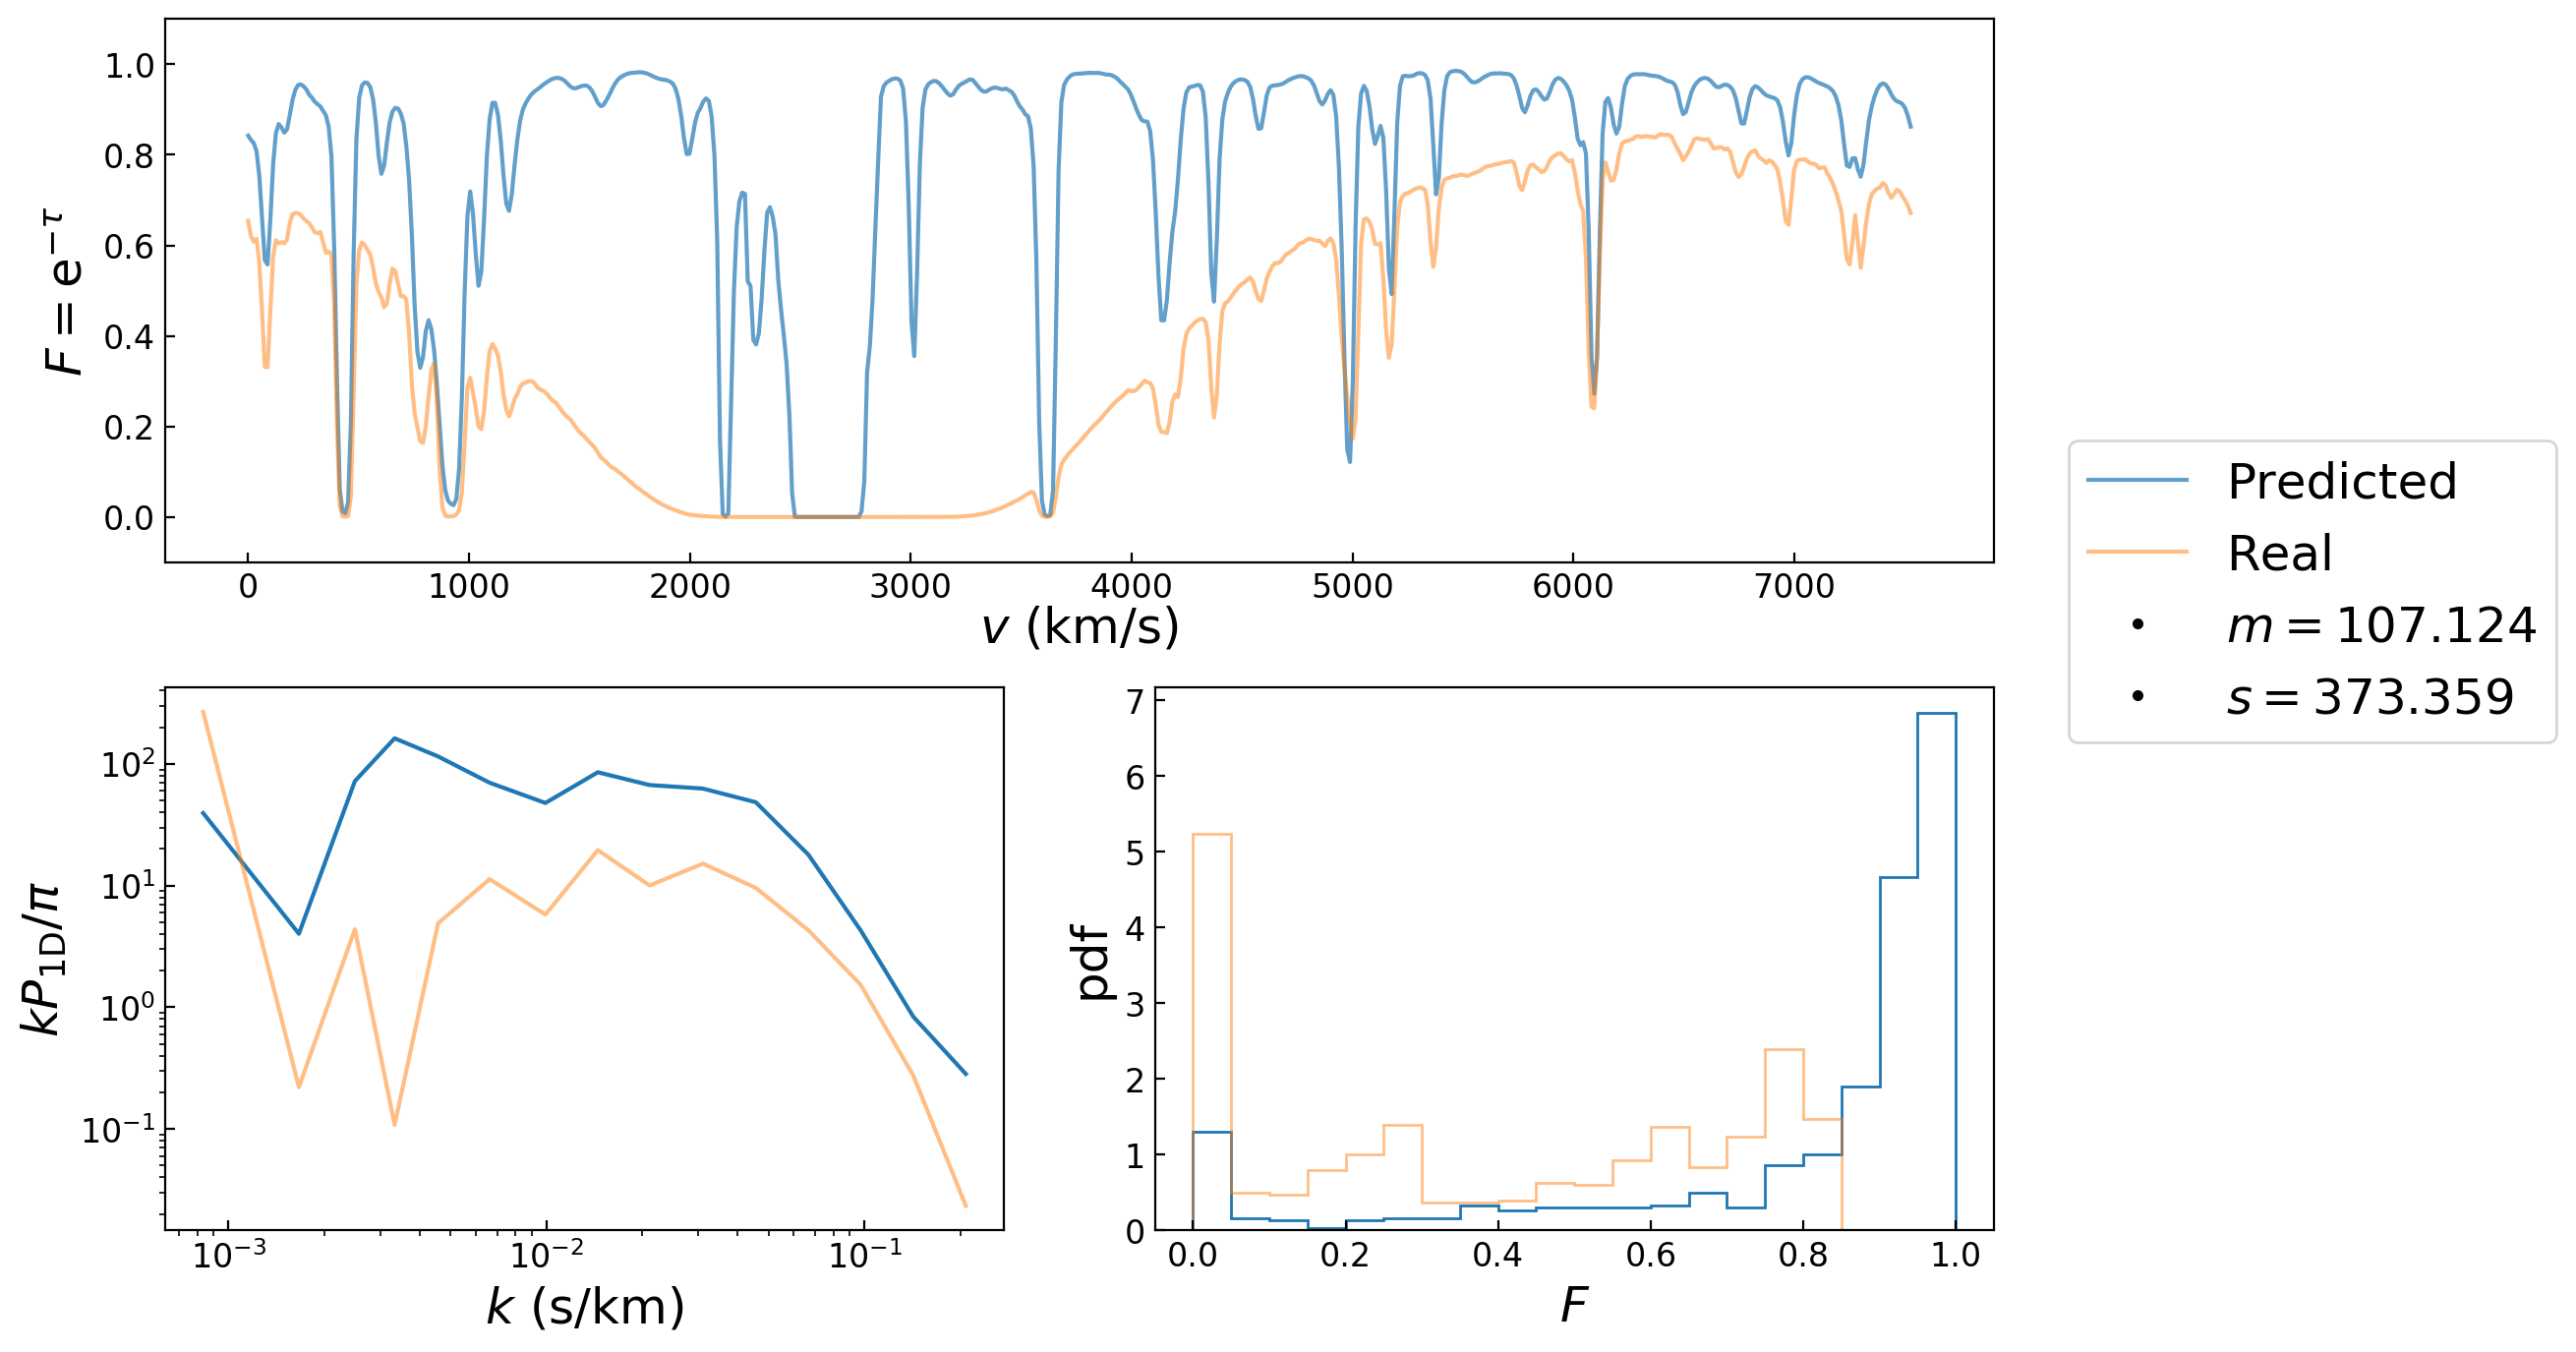 1.0
0.8
0.6
0.4
0.2
0.0
F = e^{−τ}
0 1000 2000 3000 4000 5000 6000 7000
v (km/s)
Predicted
Real
m = 107.124
s = 373.359
10^2
10^1
10^0
10^{−1}
kP_{1D}/π
10^{−3} 10^{−2} 10^{−1}
k (s/km)
7
6
5
4
3
2
1
0
pdf
0.0 0.2 0.4 0.6 0.8 1.0
F